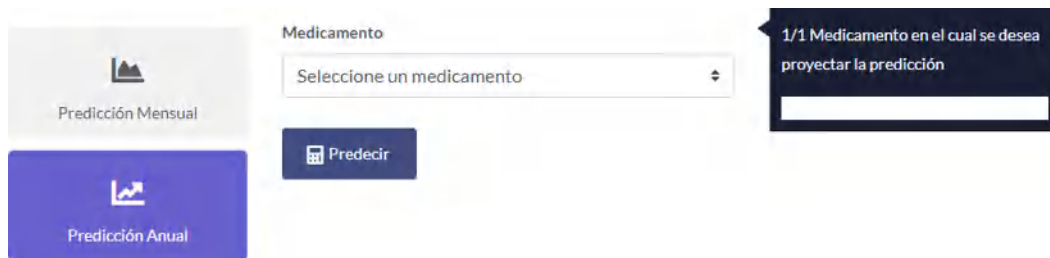 Predicción Mensual
Predicción Anual
Medicamento
Seleccione un medicamento
Predecir
1/1 Medicamento en el cual se desea
proyectar la predicción